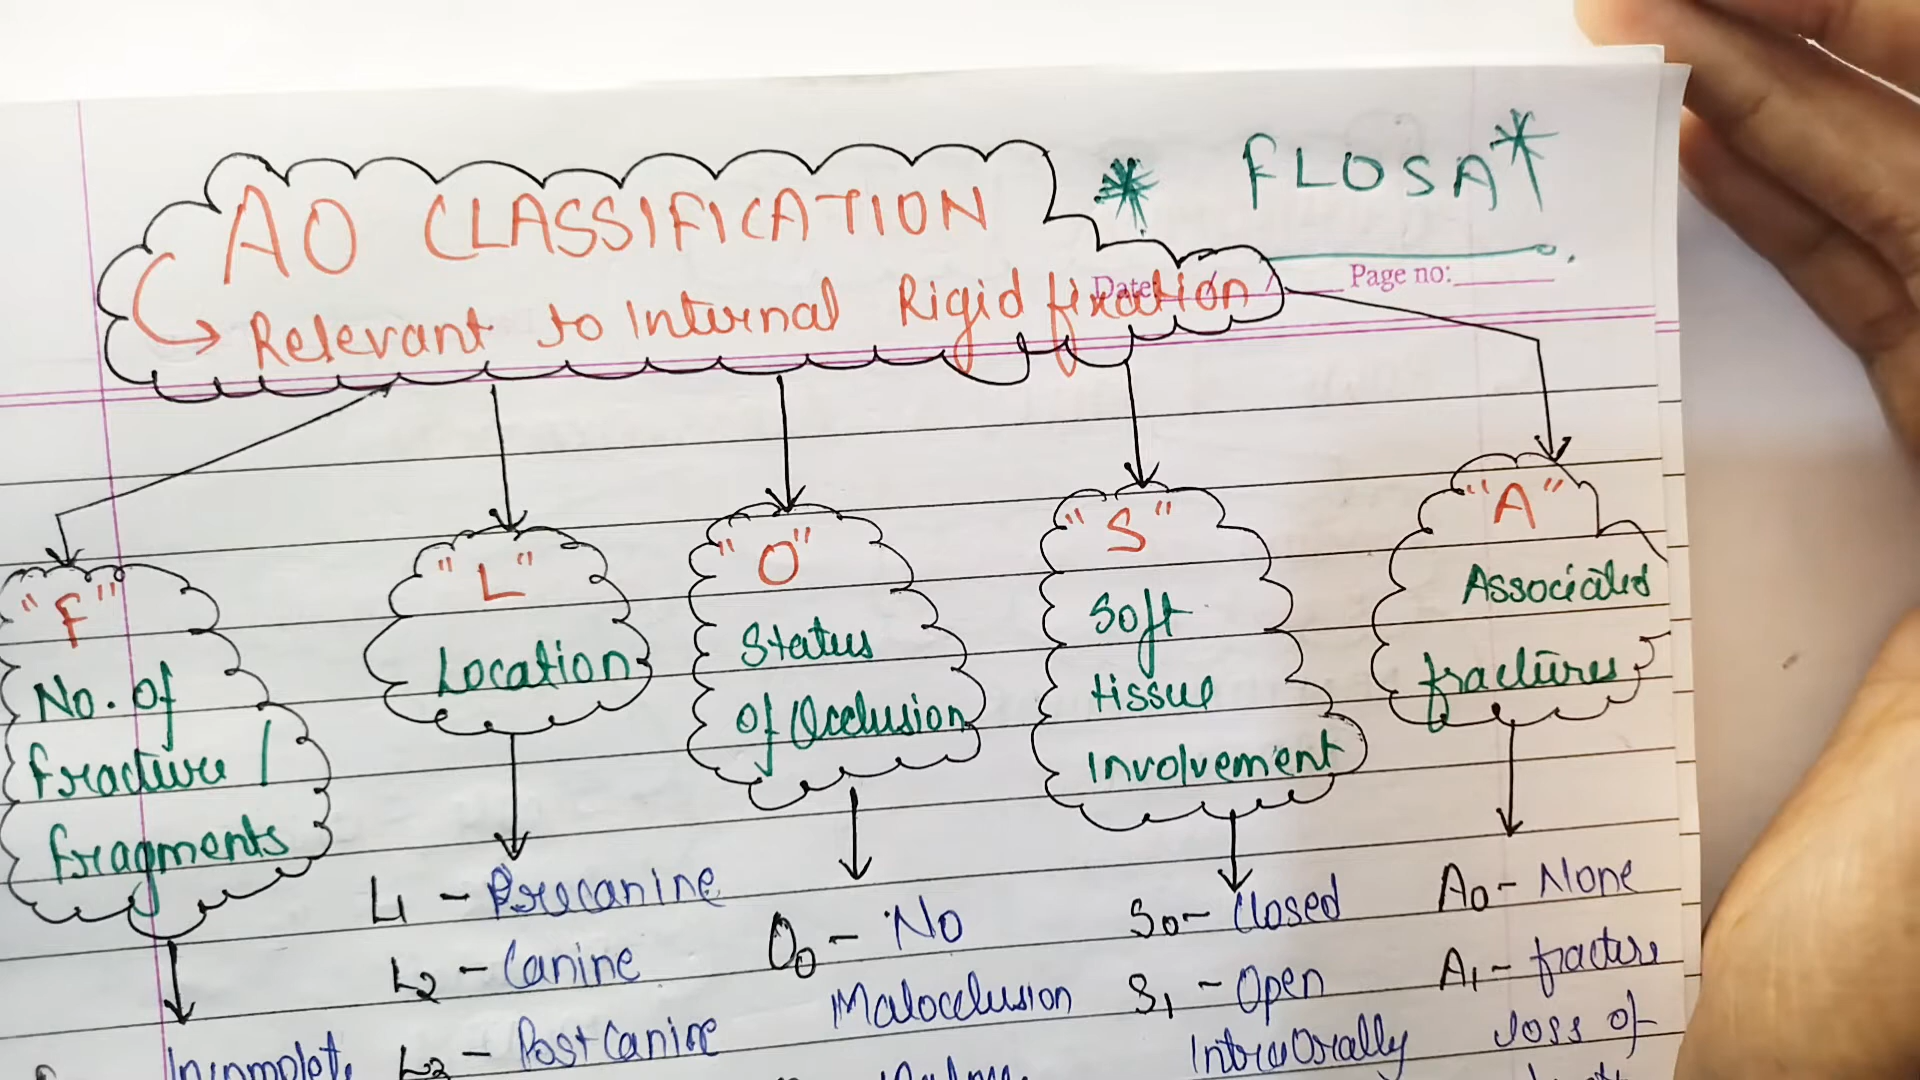 * FLOSA *
AO CLASSIFICATION
Date: Page no:
→ Relevant to Internal Rigid fixation
"F"
No. of
fracture /
fragments
"L"
Location
L1 - Precanine
L2 - Canine
L3 - PostCanine
"O"
Status
Of Occlusion
O0 - No
Malocclusion
"S"
Soft
tissue
Involvement
S0 - Closed
S1 - Open
IntraOrally
"A"
Associated
fractures
A0 - None
A1 - fracture
loss of